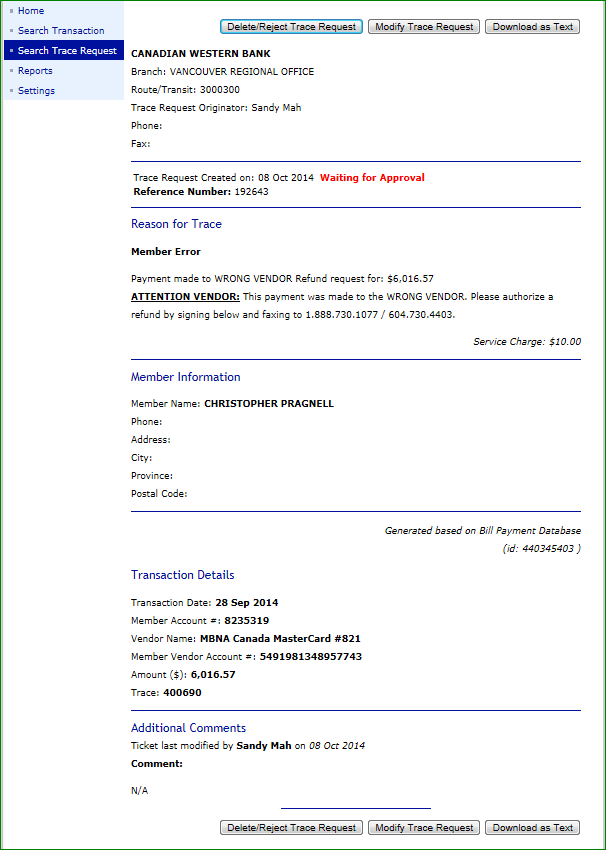 Home
Search Transaction
Search Trace Request
Reports
Settings
Delete/Reject Trace Request Modify Trace Request Download as Text
CANADIAN WESTERN BANK
Branch: VANCOUVER REGIONAL OFFICE
Route/Transit: 3000300
Trace Request Originator: Sandy Mah
Phone:
Fax:
Trace Request Created on: 08 Oct 2014 Waiting for Approval
Reference Number: 192643
Reason for Trace
Member Error
Payment made to WRONG VENDOR Refund request for: $6,016.57
ATTENTION VENDOR: This payment was made to the WRONG VENDOR. Please authorize a
refund by signing below and faxing to 1.888.730.1077 / 604.730.4403.
Service Charge: $10.00
Member Information
Member Name: CHRISTOPHER PRAGNELL
Phone:
Address:
City:
Province:
Postal Code:
Generated based on Bill Payment Database
(id: 440345403 )
Transaction Details
Transaction Date: 28 Sep 2014
Member Account #: 8235319
Vendor Name: MBNA Canada MasterCard #821
Member Vendor Account #: 5491981348957743
Amount ($): 6,016.57
Trace: 400690
Additional Comments
Ticket last modified by Sandy Mah on 08 Oct 2014
Comment:
N/A
Delete/Reject Trace Request Modify Trace Request Download as Text